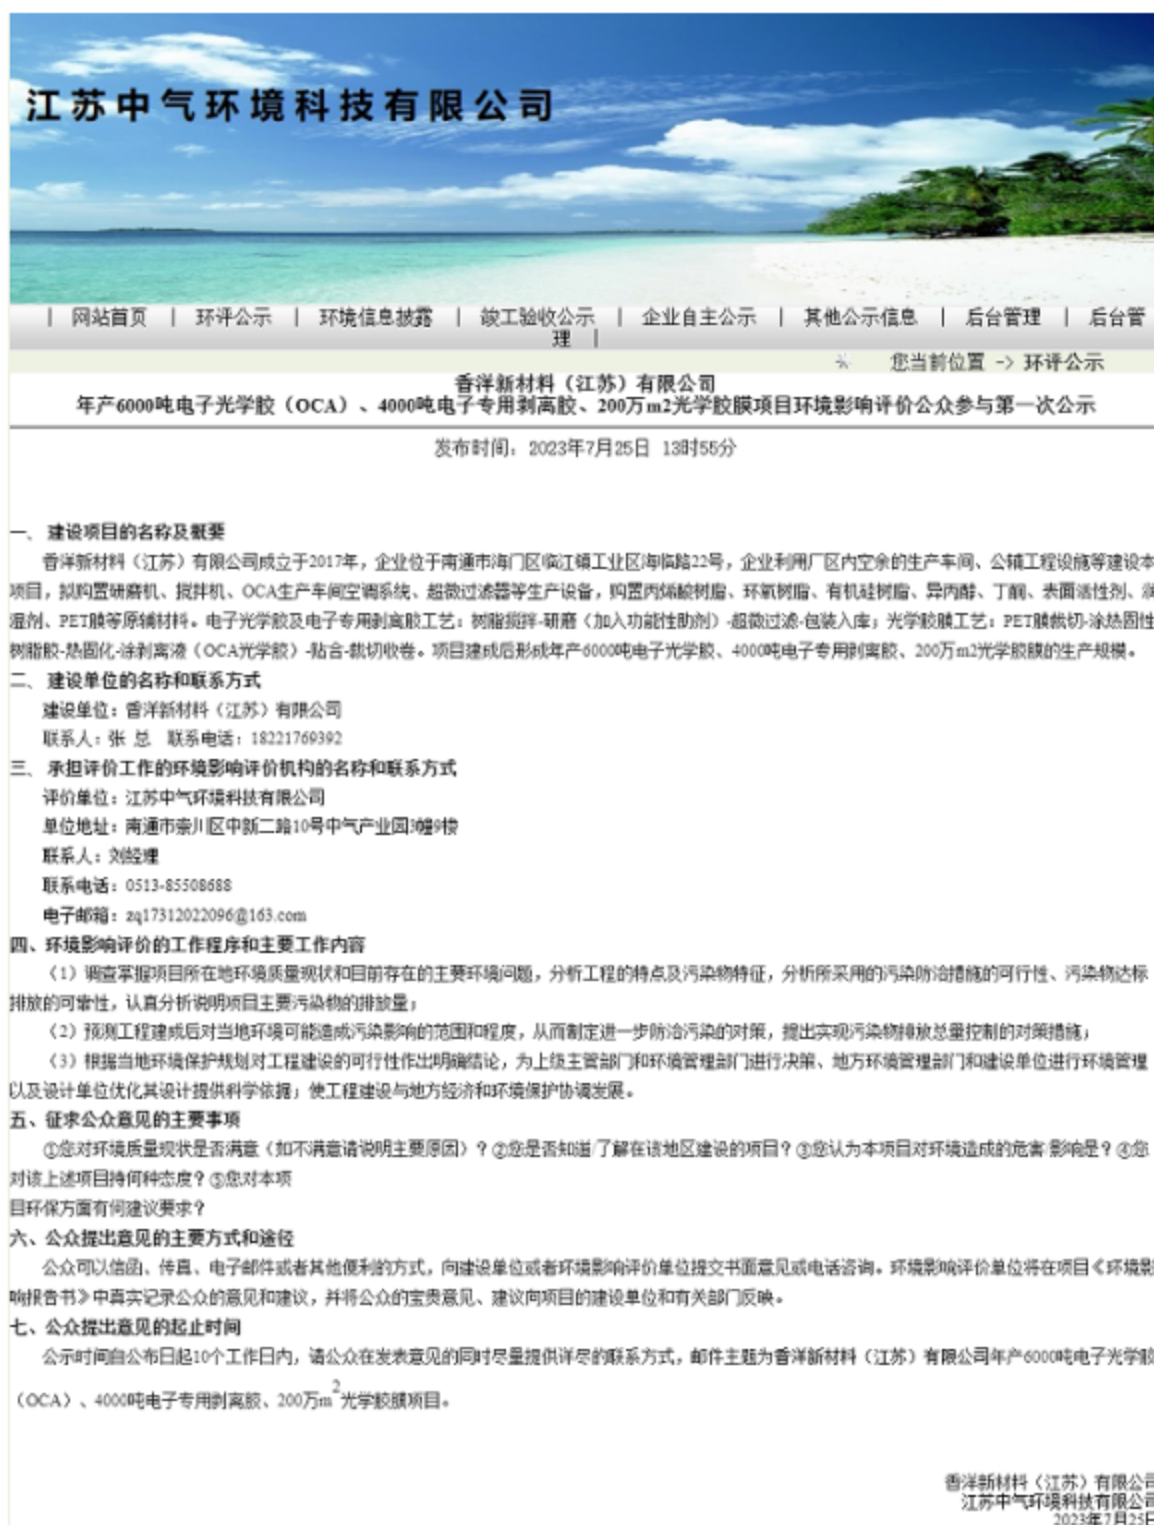 江苏中气环境科技有限公司
| 网站首页 | 环评公示 | 环境信息披露 | 竣工验收公示 | 企业自主公示 | 其他公示信息 | 后台管理 | 后台管
理 |
您当前位置 -> 环评公示
香洋新材料（江苏）有限公司
年产6000吨电子光学胶（OCA）、4000吨电子专用剥离胶、200万m2光学胶膜项目环境影响评价公众参与第一次公示
发布时间：2023年7月25日 13时55分
一、 建设项目的名称及概要
香洋新材料（江苏）有限公司成立于2017年，企业位于南通市海门区临江镇工业区海临路22号，企业利用厂区内空余的生产车间、公辅工程设施等建设本
项目，拟购置研磨机、搅拌机、OCA生产车间空调系统、超微过滤器等生产设备，购置丙烯酸树脂、环氧树脂、有机硅树脂、异丙醇、丁酮、表面活性剂、润
湿剂、PET膜等原辅材料。电子光学胶及电子专用剥离胶工艺：树脂搅拌-研磨（加入功能性助剂）-超微过滤-包装入库；光学胶膜工艺：PET膜裁切-涂热固性
树脂胶-热固化-涂剥离液（OCA光学胶）-贴合-裁切收卷。项目建成后形成年产6000吨电子光学胶、4000吨电子专用剥离胶、200万m2光学胶膜的生产规模。
二、 建设单位的名称和联系方式
建设单位：香洋新材料（江苏）有限公司
联系人：张 总 联系电话：18221769392
三、 承担评价工作的环境影响评价机构的名称和联系方式
评价单位：江苏中气环境科技有限公司
单位地址：南通市崇川区中新二路10号中气产业园3幢9楼
联系人：刘经理
联系电话：0513-85508688
电子邮箱：zq17312022096@163.com
四、环境影响评价的工作程序和主要工作内容
（1）调查掌握项目所在地环境质量现状和目前存在的主要环境问题，分析工程的特点及污染物特征，分析所采用的污染防治措施的可行性、污染物达标
排放的可靠性，认真分析说明项目主要污染物的排放量；
（2）预测工程建成后对当地环境可能造成污染影响的范围和程度，从而制定进一步防治污染的对策，提出实现污染物排放总量控制的对策措施；
（3）根据当地环境保护规划对工程建设的可行性作出明确结论，为上级主管部门和环境管理部门进行决策、地方环境管理部门和建设单位进行环境管理
以及设计单位优化其设计提供科学依据；使工程建设与地方经济和环境保护协调发展。
五、征求公众意见的主要事项
①您对环境质量现状是否满意（如不满意请说明主要原因）？②您是否知道/了解在该地区建设的项目？③您认为本项目对环境造成的危害/影响是？④您
对该上述项目持何种态度？⑤您对本项
目环保方面有何建议要求？
六、公众提出意见的主要方式和途径
公众可以信函、传真、电子邮件或者其他便利的方式，向建设单位或者环境影响评价单位提交书面意见或电话咨询。环境影响评价单位将在项目《环境影
响报告书》中真实记录公众的意见和建议，并将公众的宝贵意见、建议向项目的建设单位和有关部门反映。
七、公众提出意见的起止时间
公示时间自公布日起10个工作日内，请公众在发表意见的同时尽量提供详尽的联系方式，邮件主题为香洋新材料（江苏）有限公司年产6000吨电子光学胶
（OCA）、4000吨电子专用剥离胶、200万m²光学胶膜项目。
香洋新材料（江苏）有限公司
江苏中气环境科技有限公司
2023年7月25日